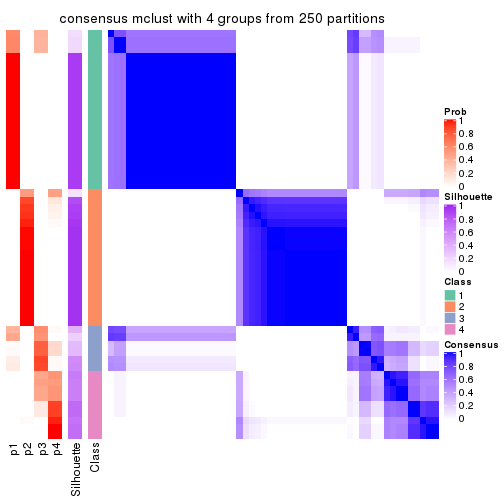 consensus mclust with 4 groups from 250 partitions
Prob
1
0.8
0.6
0.4
0.2
0
Silhouette
1
0.8
0.6
0.4
0.2
0
Class
1
2
3
4
Consensus
1
0.8
0.6
0.4
0.2
0
p1
p2
p3
p4
Silhouette
Class